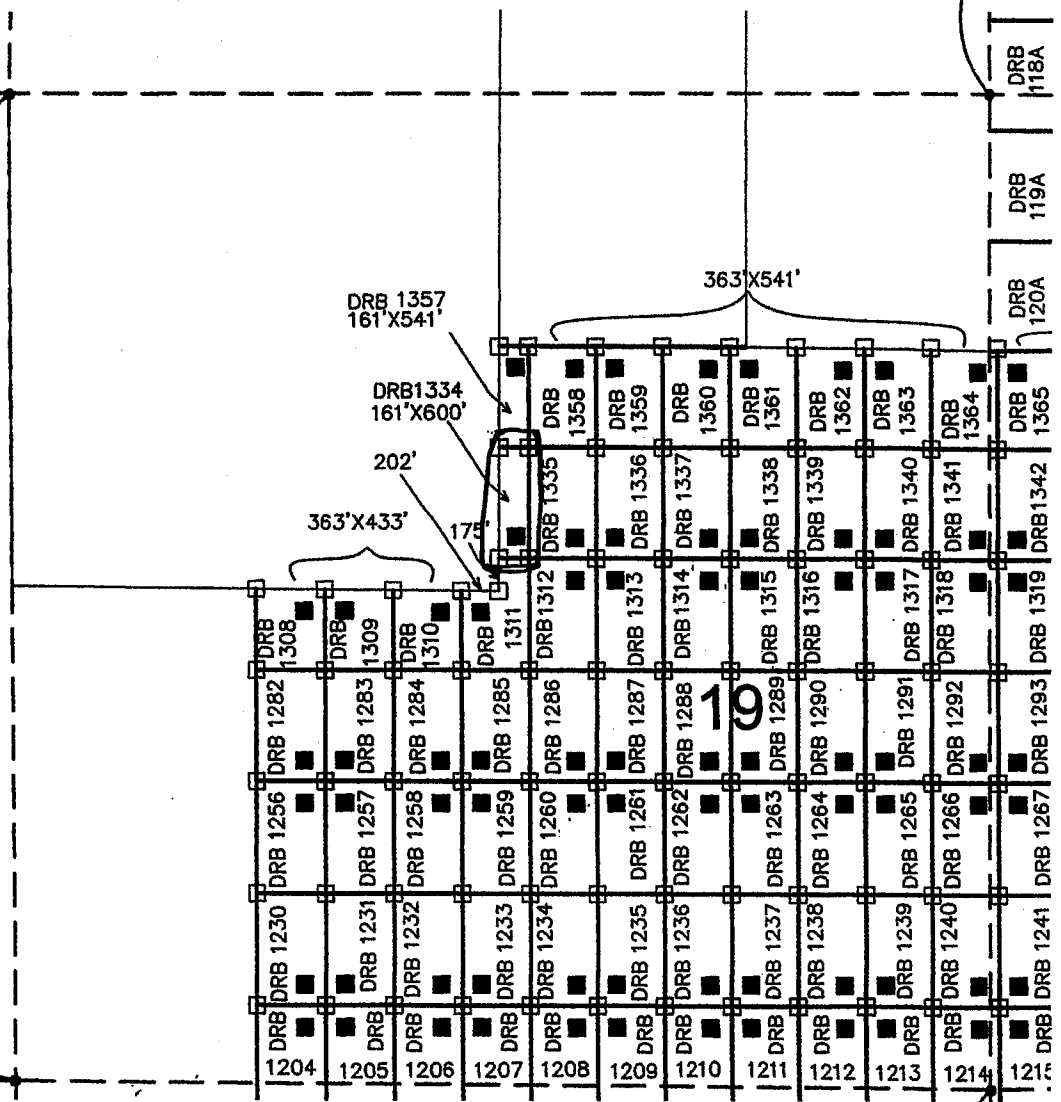 DRB
118A
DRB
119A
DRB
120A
363'X541'
DRB 1357
161'X541'
DRB1334
161'X600'
202'
363'X433'
175'
DRB
1358
DRB
1359
DRB
1360
DRB
1361
DRB
1362
DRB
1363
DRB
1364
DRB
1365
DRB 1335
DRB 1336
DRB 1337
DRB 1338
DRB 1339
DRB 1340
DRB 1341
DRB1342
DRB
1308
DRB
1309
DRB
1310
DRB
1311
DRB1312
DRB 1313
DRB1314
DRB 1315
DRB 1316
DRB 1317
DRB 1318
DRB 1319
DRB 1282
DRB 1283
DRB 1284
DRB 1285
DRB 1286
DRB 1287
DRB 1288
19
DRB 1289
DRB 1290
DRB 1291
DRB 1292
DRB 1293
DRB 1256
DRB 1257
DRB 1258
DRB 1259
DRB 1260
DRB 1261
DRB 1262
DRB 1263
DRB 1264
DRB 1265
DRB 1266
DRB 1267
DRB 1230
DRB 1231
DRB 1232
DRB 1233
DRB 1234
DRB 1235
DRB 1236
DRB 1237
DRB 1238
DRB 1239
DRB 1240
DRB 1241
DRB
1204
DRB
1205
DRB
1206
DRB
1207
DRB
1208
DRB
1209
DRB
1210
DRB
1211
DRB
1212
DRB
1213
DRB
1214
DRB
1215